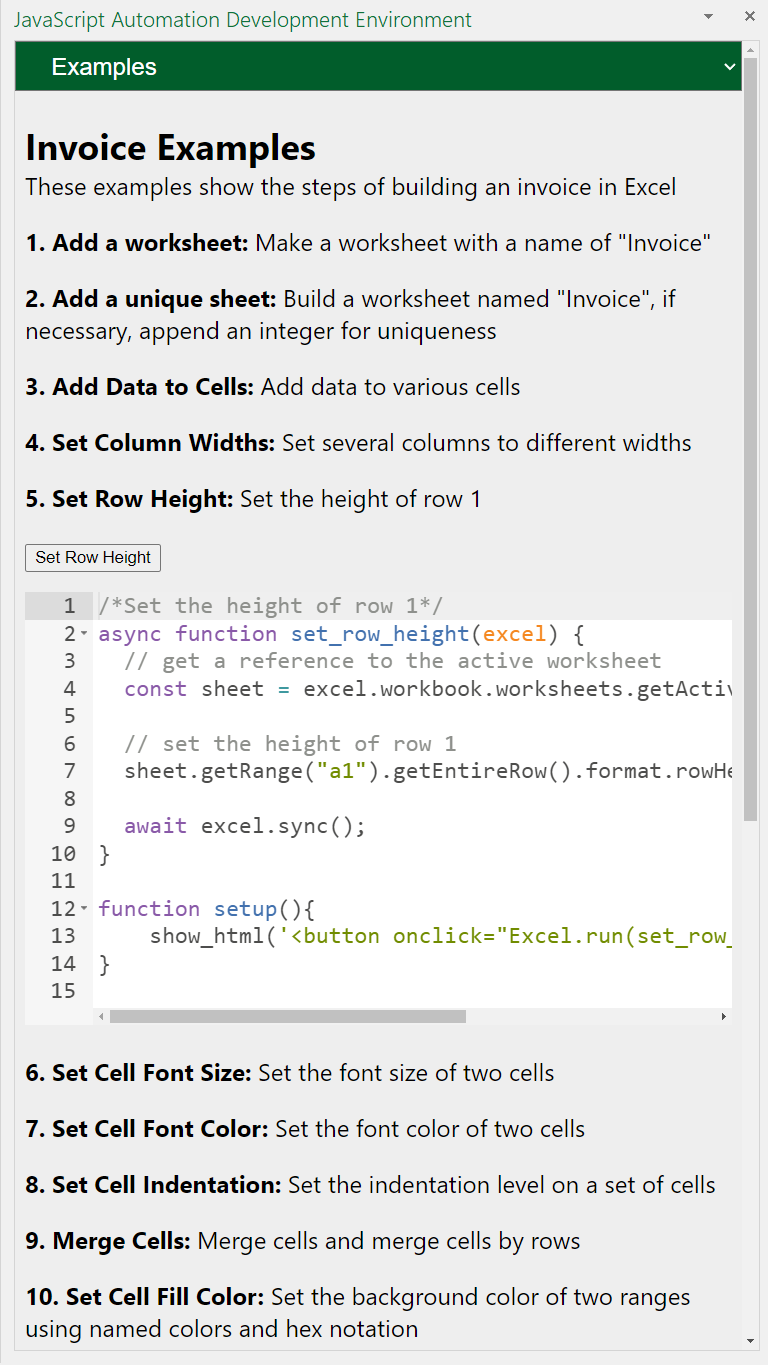 JavaScript Automation Development Environment
Examples
Invoice Examples
These examples show the steps of building an invoice in Excel
1. Add a worksheet: Make a worksheet with a name of "Invoice"
2. Add a unique sheet: Build a worksheet named "Invoice", if
necessary, append an integer for uniqueness
3. Add Data to Cells: Add data to various cells
4. Set Column Widths: Set several columns to different widths
5. Set Row Height: Set the height of row 1
Set Row Height
1 /*Set the height of row 1*/
2 async function set_row_height(excel) {
3 // get a reference to the active worksheet
4 const sheet = excel.workbook.worksheets.getActiv
5
6 // set the height of row 1
7 sheet.getRange("a1").getEntireRow().format.rowHe
8
9 await excel.sync();
10 }
11
12 function setup(){
13 show_html('<button onclick="Excel.run(set_row_
14 }
15
6. Set Cell Font Size: Set the font size of two cells
7. Set Cell Font Color: Set the font color of two cells
8. Set Cell Indentation: Set the indentation level on a set of cells
9. Merge Cells: Merge cells and merge cells by rows
10. Set Cell Fill Color: Set the background color of two ranges
using named colors and hex notation